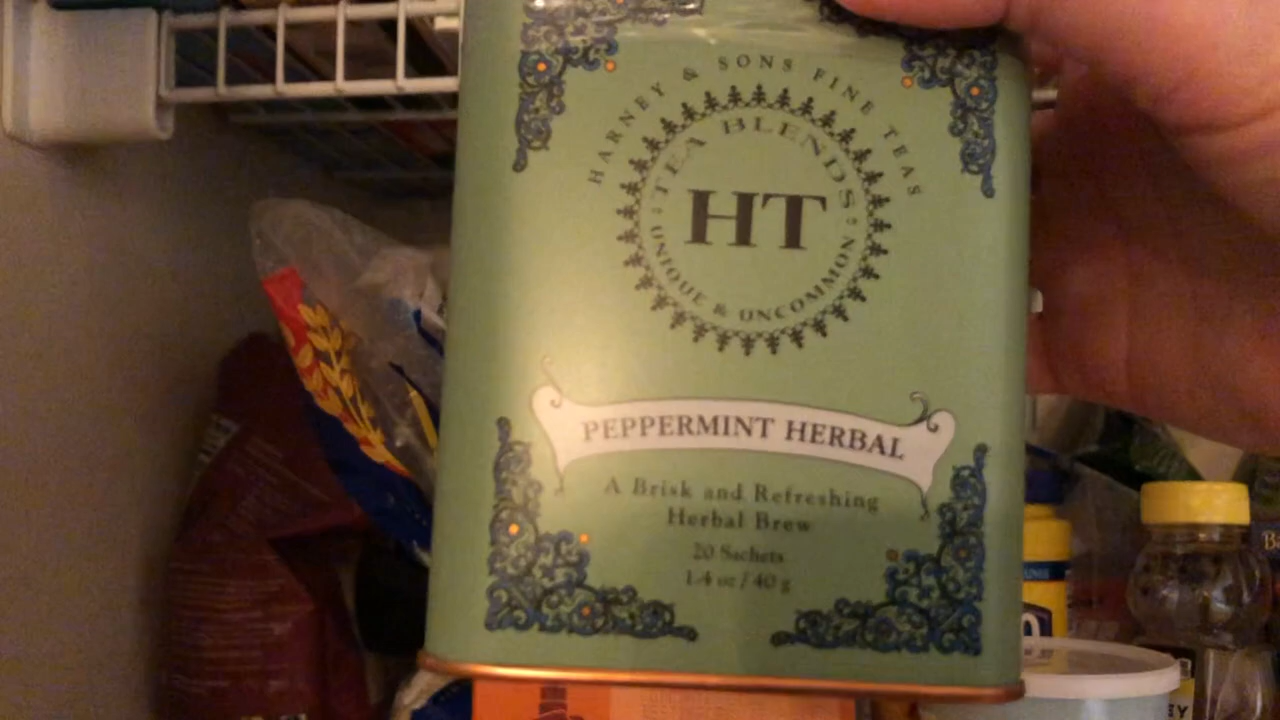 HARNEY & SONS FINE TEAS
TEA BLENDS
HT
UNIQUE & UNCOMMON
PEPPERMINT HERBAL
A Brisk and Refreshing
Herbal Brew
20 Sachets
1.4 oz / 40 g